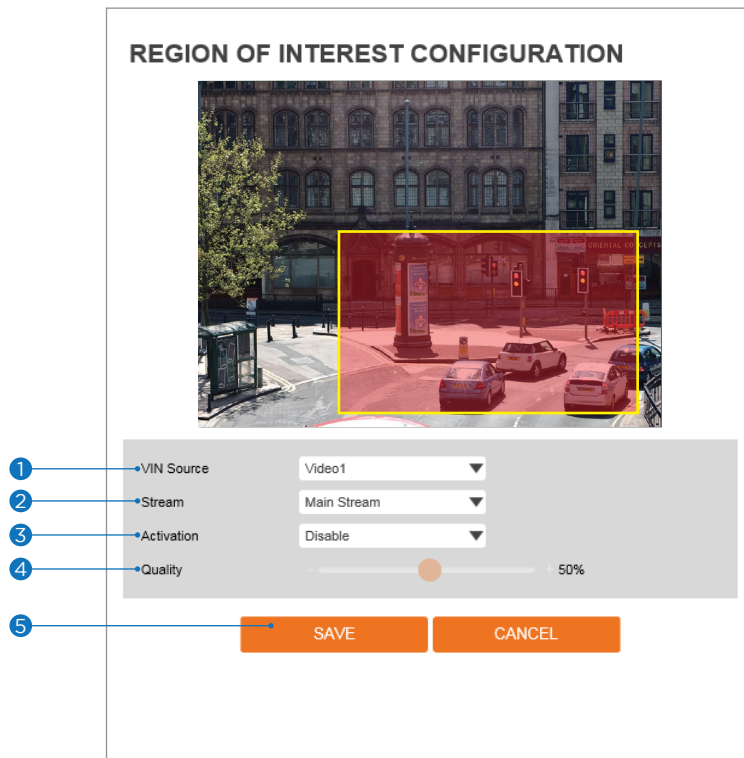 REGION OF INTEREST CONFIGURATION
ORIENTAL CONCEPTS
1 VIN Source Video1
2 Stream Main Stream
3 Activation Disable
4 Quality - + 50%
5 SAVE CANCEL